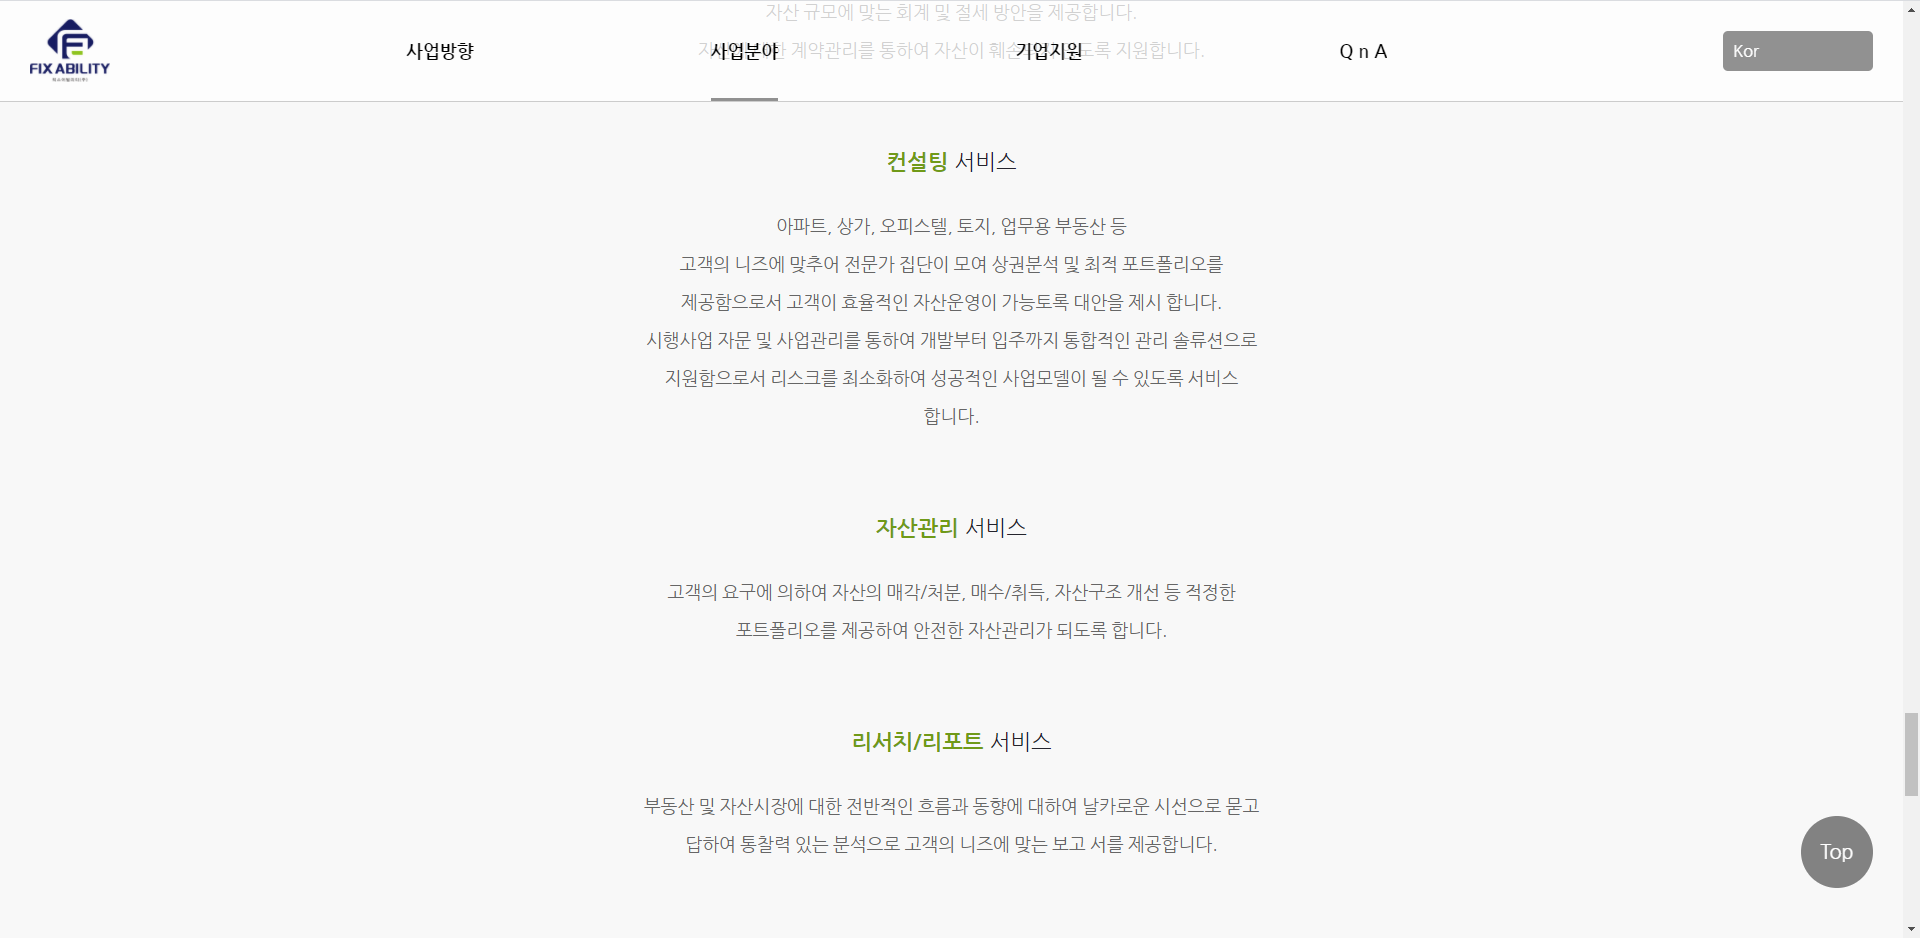 자산 규모에 맞는 회계 및 절세 방안을 제공합니다.
FIX ABILITY
사업방향
사업분야
기업지원
Q n A
Kor
계약관리를 통하여 자산이
지원합니다.
컨설팅 서비스
아파트, 상가, 오피스텔, 토지, 업무용 부동산 등
고객의 니즈에 맞추어 전문가 집단이 모여 상권분석 및 최적 포트폴리오를
제공함으로서 고객이 효율적인 자산운영이 가능토록 대안을 제시 합니다.
시행사업 자문 및 사업관리를 통하여 개발부터 입주까지 통합적인 관리 솔류션으로
지원함으로서 리스크를 최소화하여 성공적인 사업모델이 될 수 있도록 서비스
합니다.
자산관리 서비스
고객의 요구에 의하여 자산의 매각/처분, 매수/취득, 자산구조 개선 등 적정한
포트폴리오를 제공하여 안전한 자산관리가 되도록 합니다.
리서치/리포트 서비스
부동산 및 자산시장에 대한 전반적인 흐름과 동향에 대하여 날카로운 시선으로 묻고
답하여 통찰력 있는 분석으로 고객의 니즈에 맞는 보고 서를 제공합니다.
Top